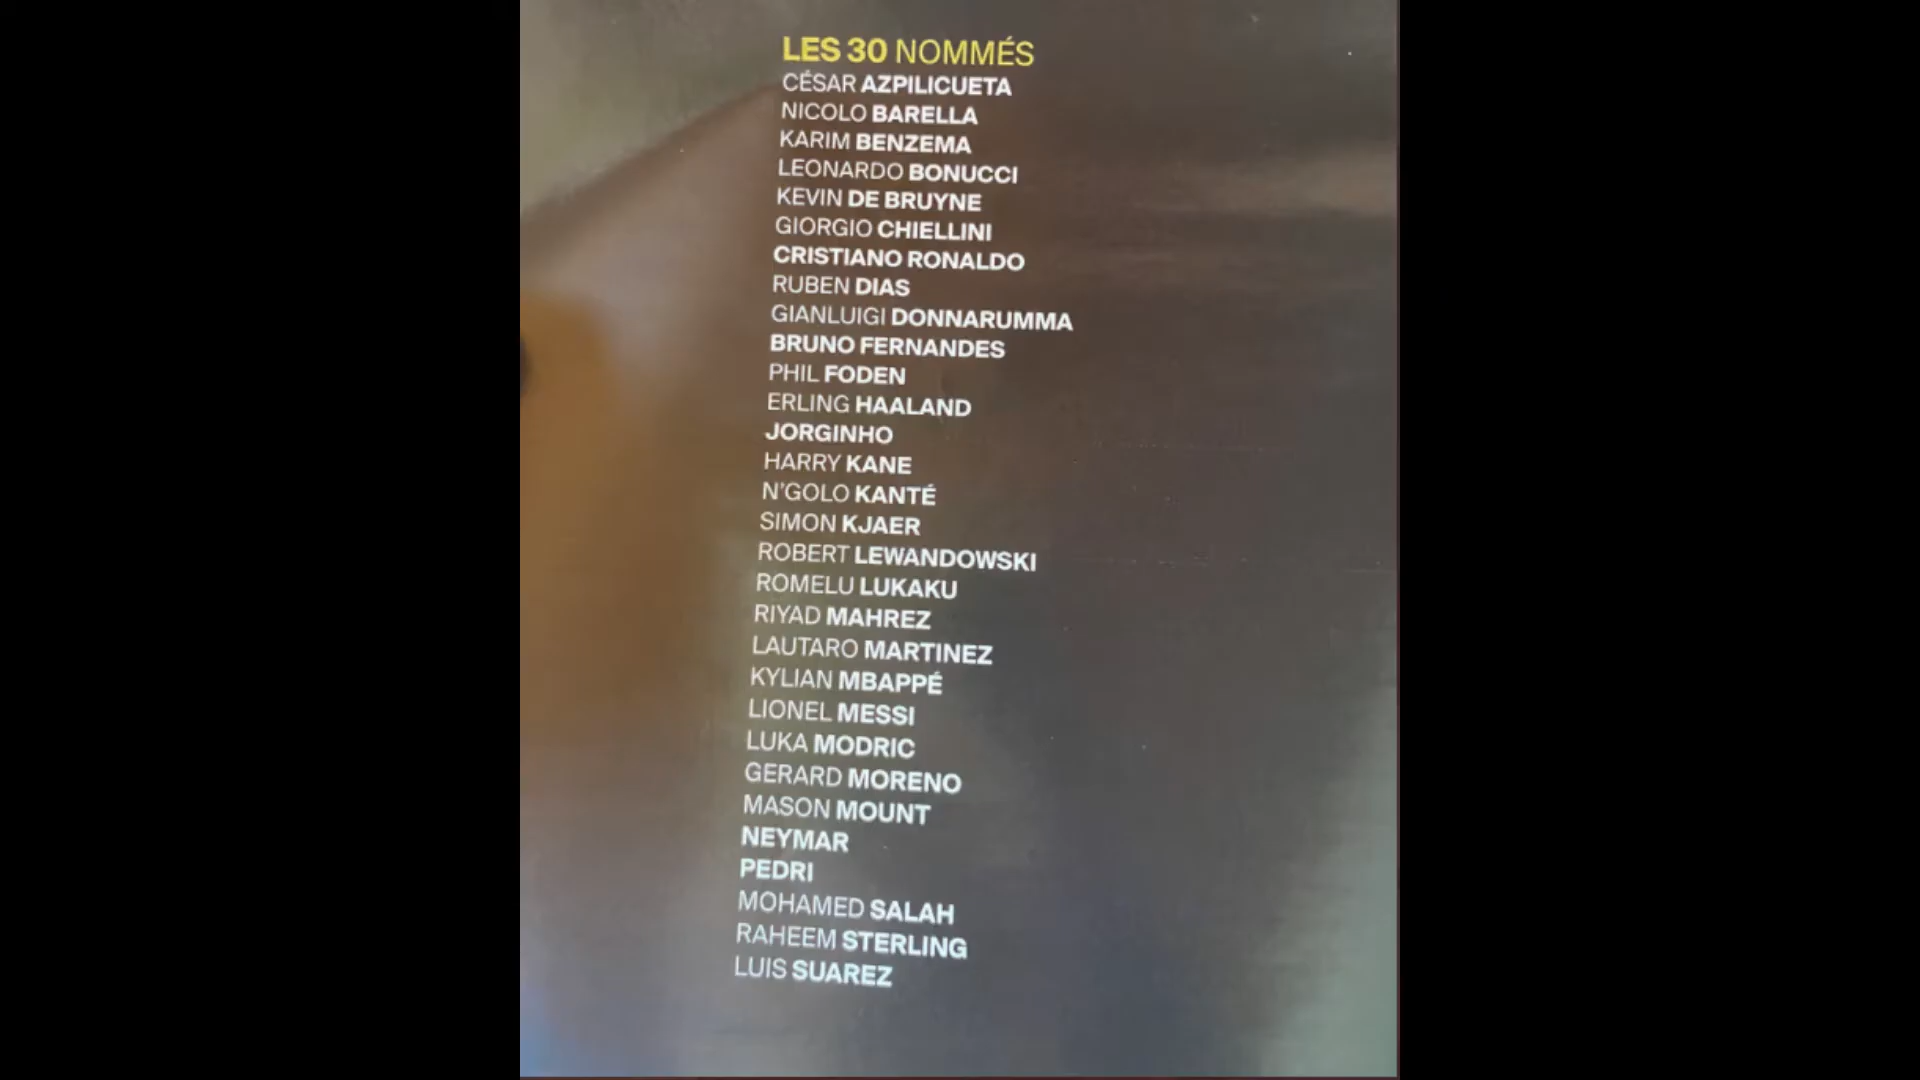 LES 30 NOMMÉS
CÉSAR AZPILICUETA
NICOLO BARELLA
KARIM BENZEMA
LEONARDO BONUCCI
KEVIN DE BRUYNE
GIORGIO CHIELLINI
CRISTIANO RONALDO
RUBEN DIAS
GIANLUIGI DONNARUMMA
BRUNO FERNANDES
PHIL FODEN
ERLING HAALAND
JORGINHO
HARRY KANE
N'GOLO KANTÉ
SIMON KJAER
ROBERT LEWANDOWSKI
ROMELU LUKAKU
RIYAD MAHREZ
LAUTARO MARTINEZ
KYLIAN MBAPPÉ
LIONEL MESSI
LUKA MODRIC
GERARD MORENO
MASON MOUNT
NEYMAR
PEDRI
MOHAMED SALAH
RAHEEM STERLING
LUIS SUAREZ